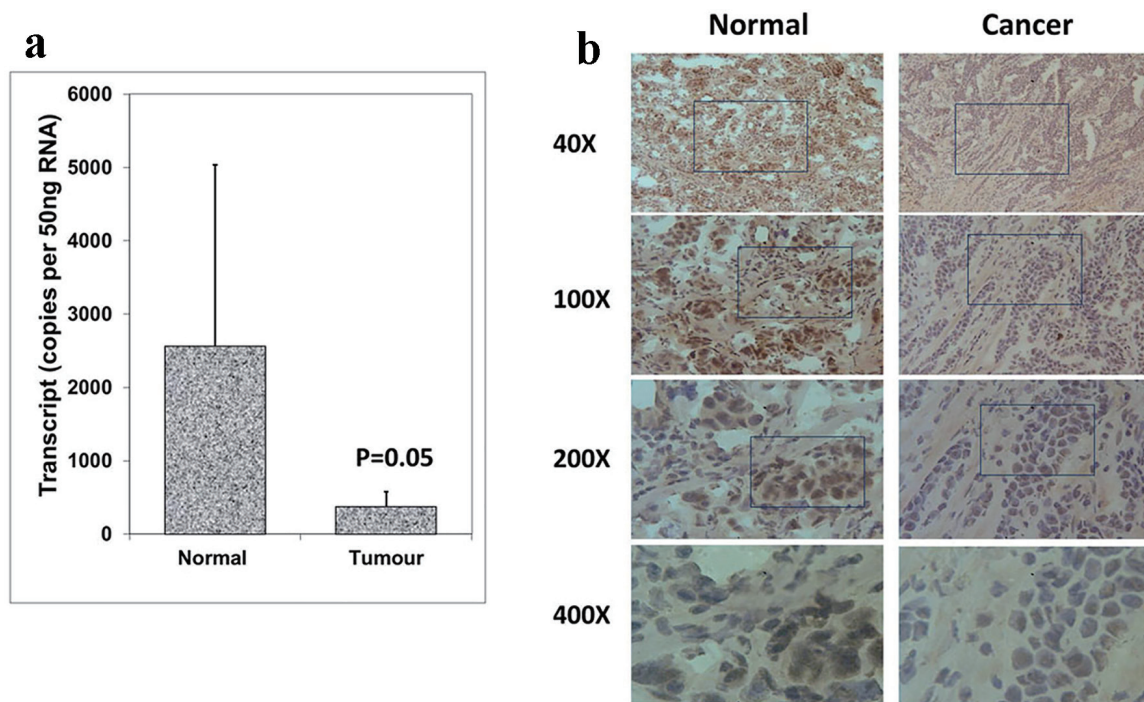 a
6000
5000
4000
3000
2000
1000
0
Transcript (copies per 50ng RNA)
P=0.05
Normal
Tumour
b
Normal
Cancer
40X
100X
200X
400X